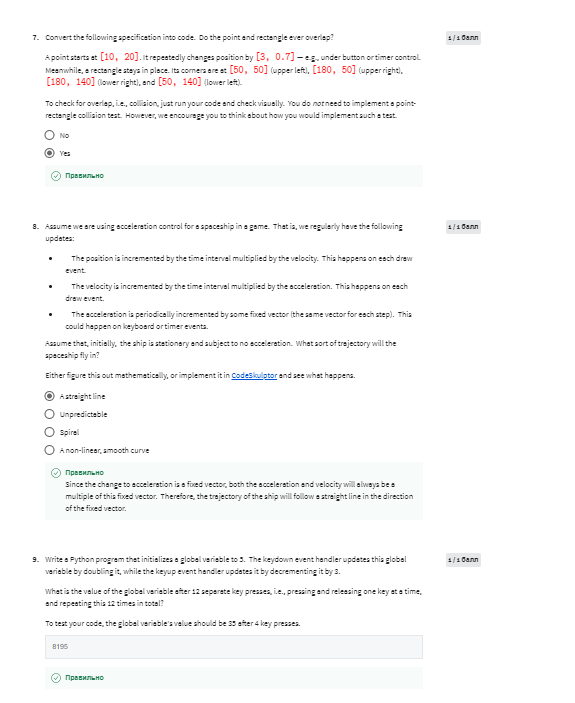 7. Convert the following specification into code. Do the point and rectangle ever overlap?
1 / 1 балл
A point starts at [10, 20]. It repeatedly changes position by [3, 0.7] — e.g., under button or timer control.
Meanwhile, a rectangle stays in place. Its corners are at [50, 50] (upper left), [180, 50] (upper right),
[180, 140] (lower right), and [50, 140] (lower left).
To check for overlap, i.e., collision, just run your code and check visually. You do not need to implement a point-
rectangle collision test. However, we encourage you to think about how you would implement such a test.
No
Yes
Правильно
8. Assume we are using acceleration control for a spaceship in a game. That is, we regularly have the following
updates:
1 / 1 балл
• The position is incremented by the time interval multiplied by the velocity. This happens on each draw
event.
• The velocity is incremented by the time interval multiplied by the acceleration. This happens on each
draw event.
• The acceleration is periodically incremented by some fixed vector (the same vector for each step). This
could happen on keyboard or timer events.
Assume that, initially, the ship is stationary and subject to no acceleration. What sort of trajectory will the
spaceship fly in?
Either figure this out mathematically, or implement it in CodeSkulptor and see what happens.
A straight line
Unpredictable
Spiral
A non-linear, smooth curve
Правильно
Since the change to acceleration is a fixed vector, both the acceleration and velocity will always be a
multiple of this fixed vector. Therefore, the trajectory of the ship will follow a straight line in the direction
of the fixed vector.
9. Write a Python program that initializes a global variable to 5. The keydown event handler updates this global
variable by doubling it, while the keyup event handler updates it by decrementing it by 3.
1 / 1 балл
What is the value of the global variable after 12 separate key presses, i.e., pressing and releasing one key at a time,
and repeating this 12 times in total?
To test your code, the global variable's value should be 35 after 4 key presses.
8195
Правильно